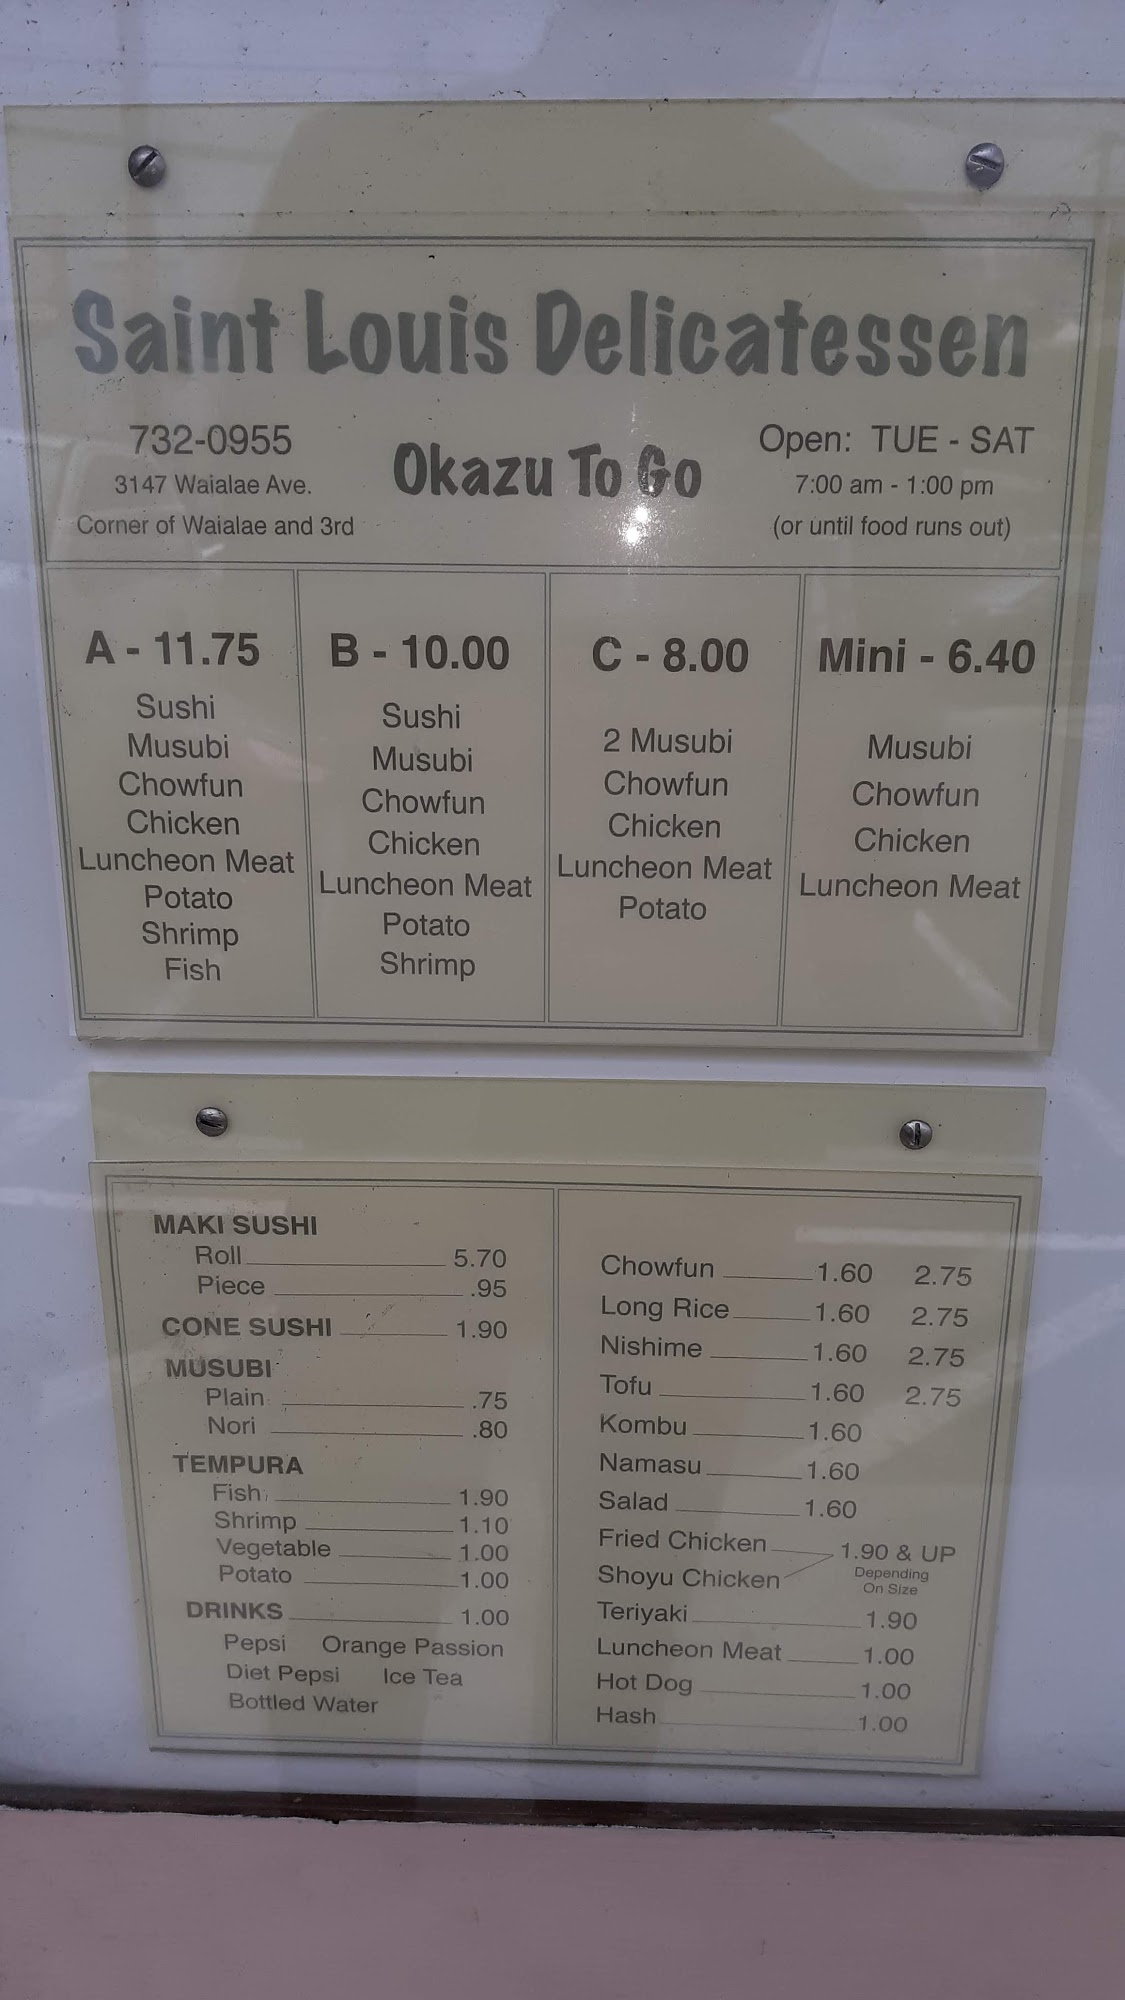 Saint Louis Delicatessen
732-0955
3147 Waialae Ave.
Corner of Waialae and 3rd
Okazu To Go
Open: TUE - SAT
7:00 am - 1:00 pm
(or until food runs out)
A - 11.75
Sushi
Musubi
Chowfun
Chicken
Luncheon Meat
Potato
Shrimp
Fish
B - 10.00
Sushi
Musubi
Chowfun
Chicken
Luncheon Meat
Potato
Shrimp
C - 8.00
2 Musubi
Chowfun
Chicken
Luncheon Meat
Potato
Mini - 6.40
Musubi
Chowfun
Chicken
Luncheon Meat
MAKI SUSHI
Roll 5.70
Piece .95
CONE SUSHI 1.90
MUSUBI
Plain .75
Nori .80
TEMPURA
Fish 1.90
Shrimp 1.10
Vegetable 1.00
Potato 1.00
DRINKS 1.00
Pepsi Orange Passion
Diet Pepsi Ice Tea
Bottled Water
Chowfun 1.60 2.75
Long Rice 1.60 2.75
Nishime 1.60 2.75
Tofu 1.60 2.75
Kombu 1.60
Namasu 1.60
Salad 1.60
Fried Chicken 1.90 & UP
Shoyu Chicken Depending
On Size
Teriyaki 1.90
Luncheon Meat 1.00
Hot Dog 1.00
Hash 1.00